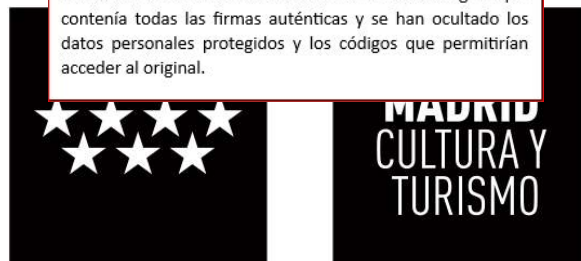 contenía todas las firmas auténticas y se han ocultado los
datos personales protegidos y los códigos que permitirían
acceder al original.
MADRID
CULTURA Y
TURISMO